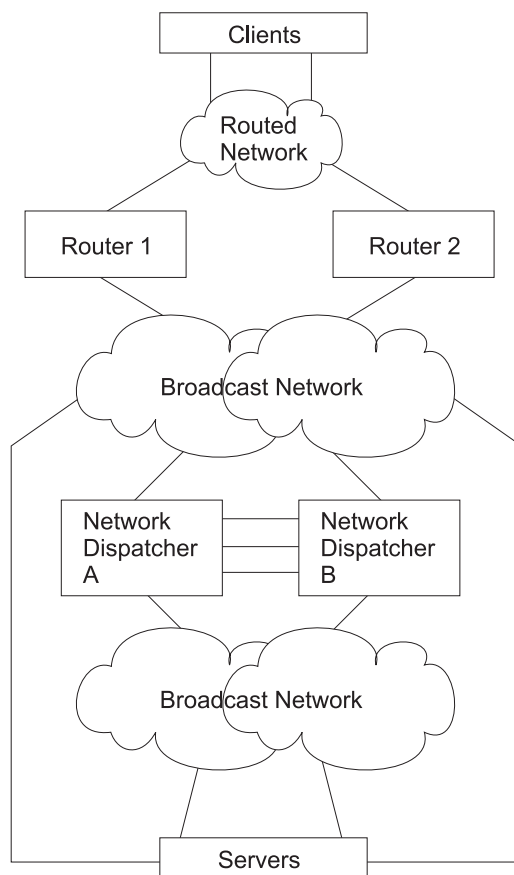 Clients
Routed
Network
Router 1
Router 2
Broadcast Network
Network
Dispatcher
A
Network
Dispatcher
B
Broadcast Network
Servers